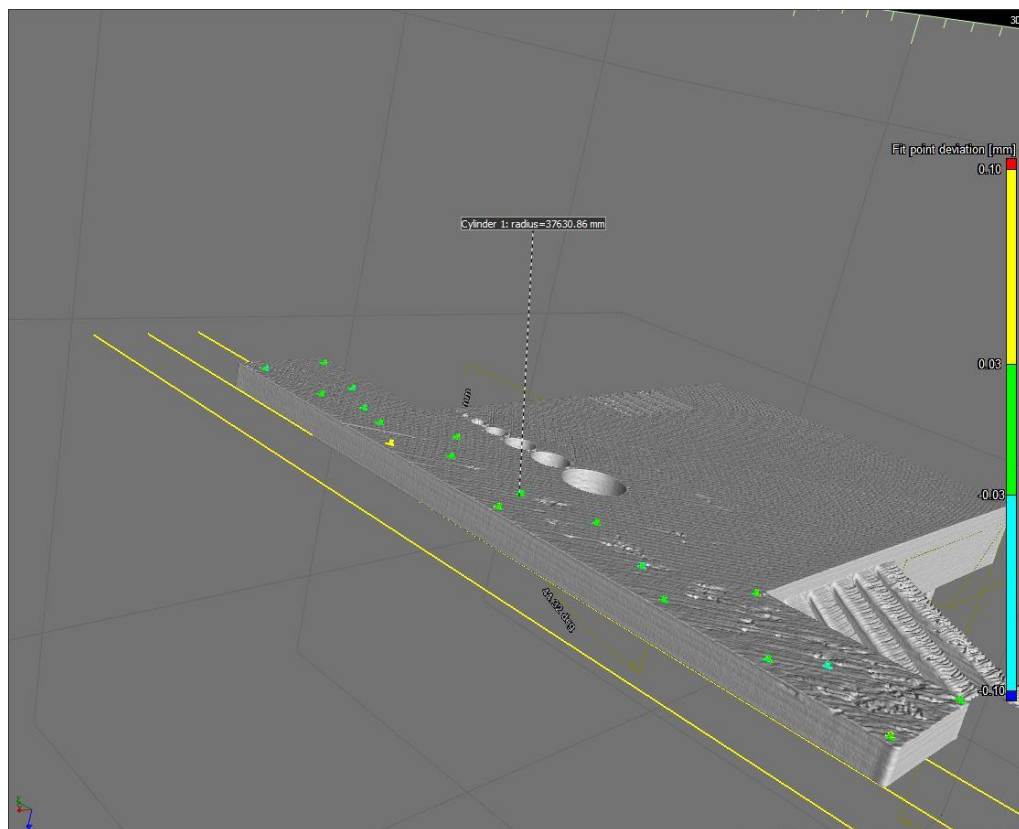 3D
Fit point deviation [mm]
0.10
Cylinder 1: radius=37630.86 mm
0.03
-0.03
-0.10